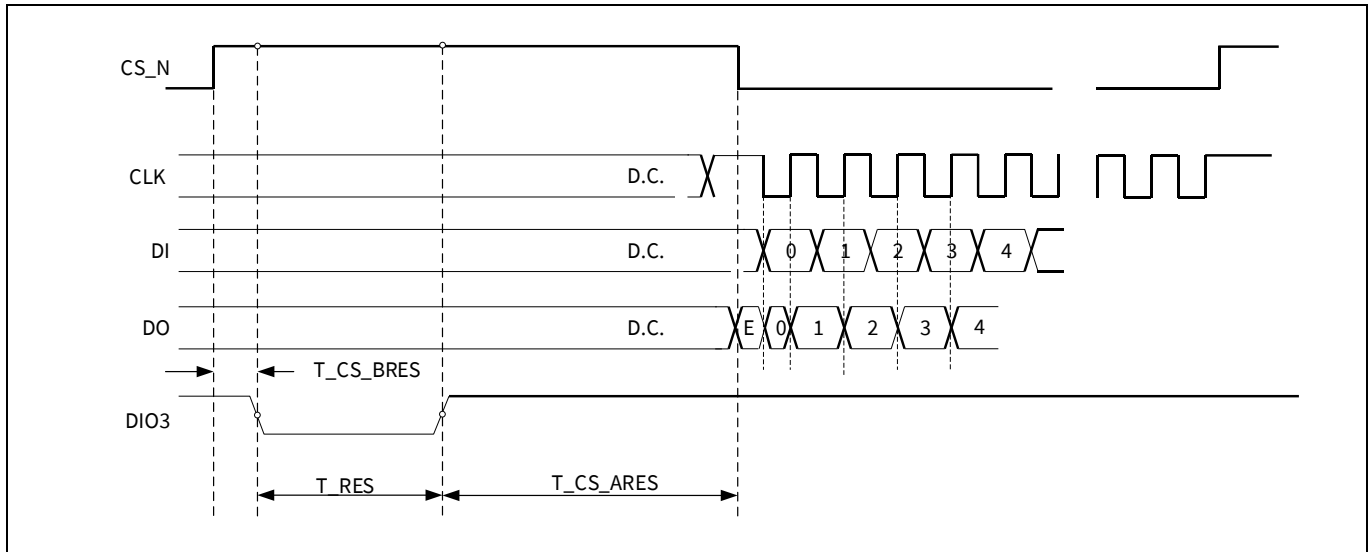 CS_N
CLK D.C.
DI D.C. 0 1 2 3 4
DO D.C. E 0 1 2 3 4
T_CS_BRES
DIO3
T_RES T_CS_ARES